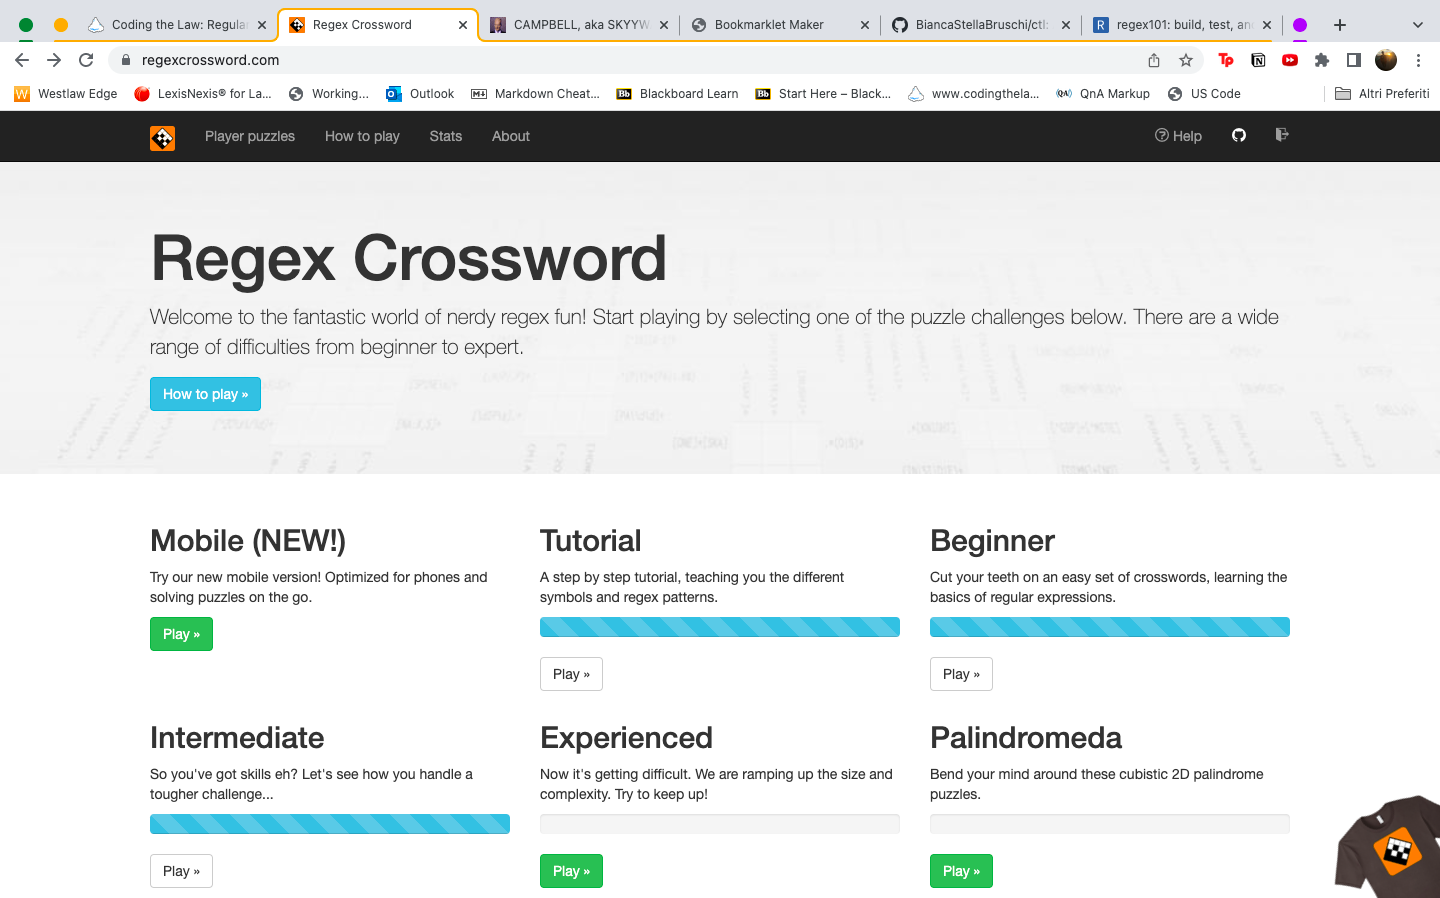 Coding the Law: Regula
Regex Crossword
CAMPBELL, aka SKYYW
Bookmarklet Maker
BiancaStellaBruschi/ctl:
regex101: build, test, an
regexcrossword.com
Westlaw Edge
LexisNexis® for La...
Working...
Outlook
Markdown Cheat...
Blackboard Learn
Start Here – Black...
www.codingthela...
QnA Markup
US Code
Altri Preferiti
Player puzzles
How to play
Stats
About
Help
Regex Crossword
Welcome to the fantastic world of nerdy regex fun! Start playing by selecting one of the puzzle challenges below. There are a wide
range of difficulties from beginner to expert.
How to play »
Mobile (NEW!)
Try our new mobile version! Optimized for phones and
solving puzzles on the go.
Play »
Tutorial
A step by step tutorial, teaching you the different
symbols and regex patterns.
Play »
Beginner
Cut your teeth on an easy set of crosswords, learning the
basics of regular expressions.
Play »
Intermediate
So you've got skills eh? Let's see how you handle a
tougher challenge...
Play »
Experienced
Now it's getting difficult. We are ramping up the size and
complexity. Try to keep up!
Play »
Palindromeda
Bend your mind around these cubistic 2D palindrome
puzzles.
Play »